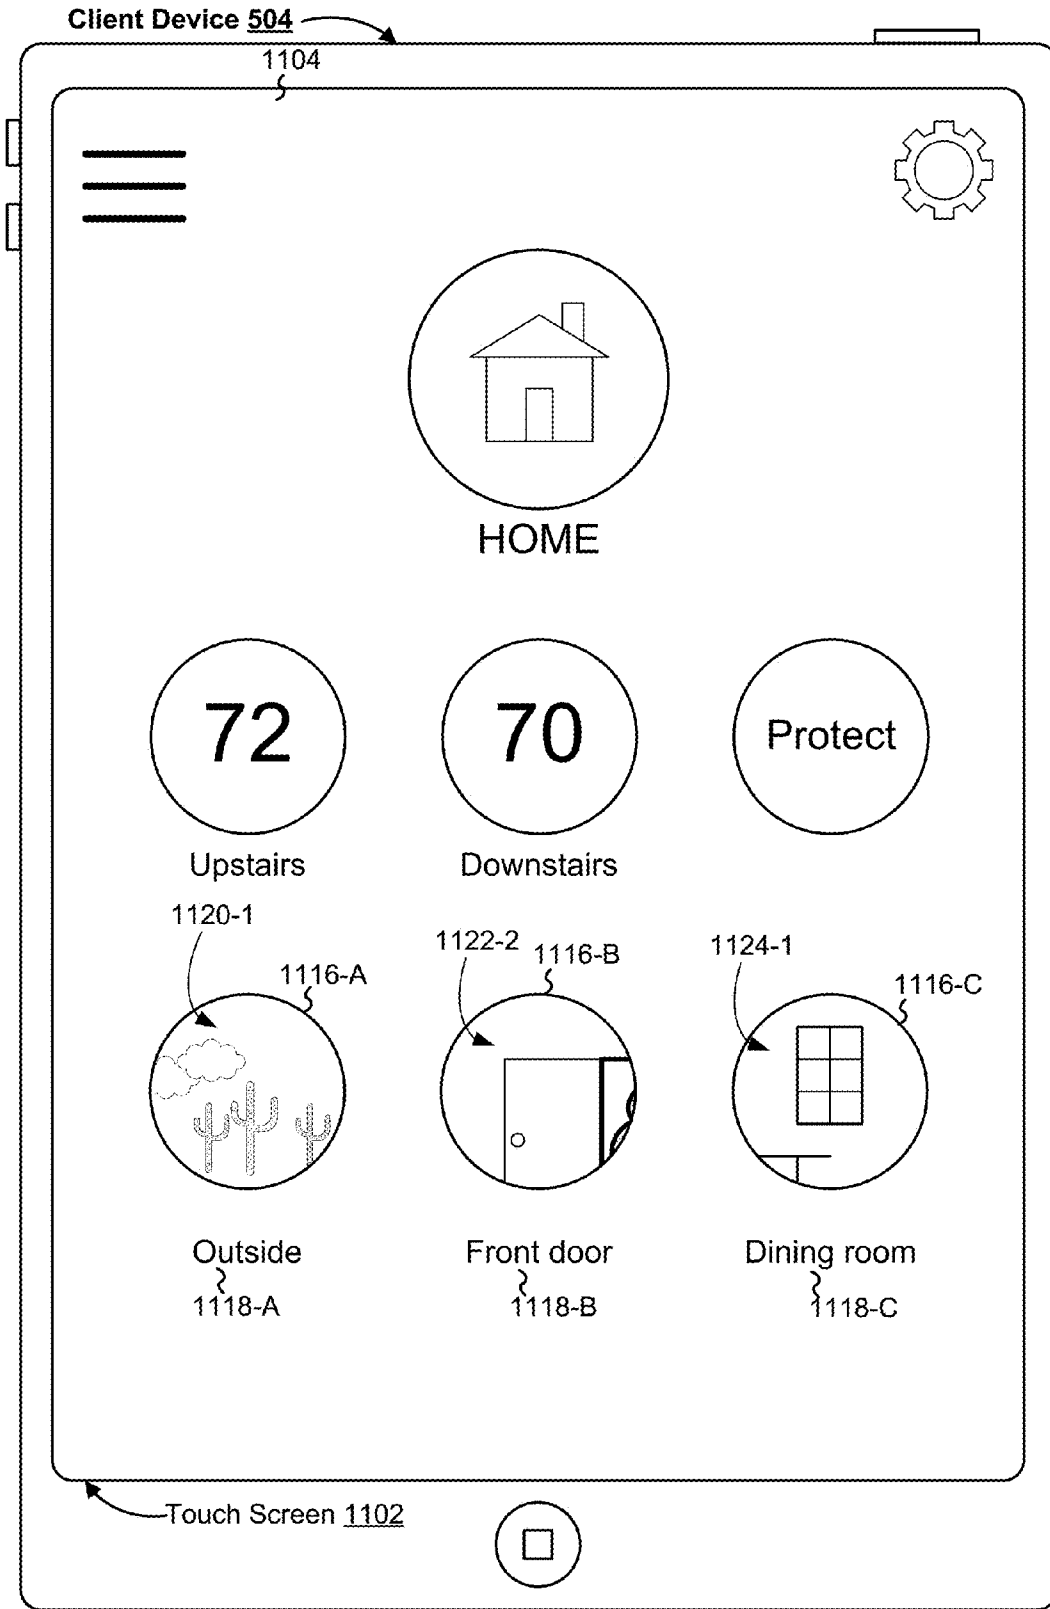 Client Device 504
1104
HOME
72
70
Protect
Upstairs
Downstairs
1120-1
1122-2
1116-B
1124-1
1116-A
1116-C
Outside
Front door
Dining room
1118-A
1118-B
1118-C
Touch Screen 1102